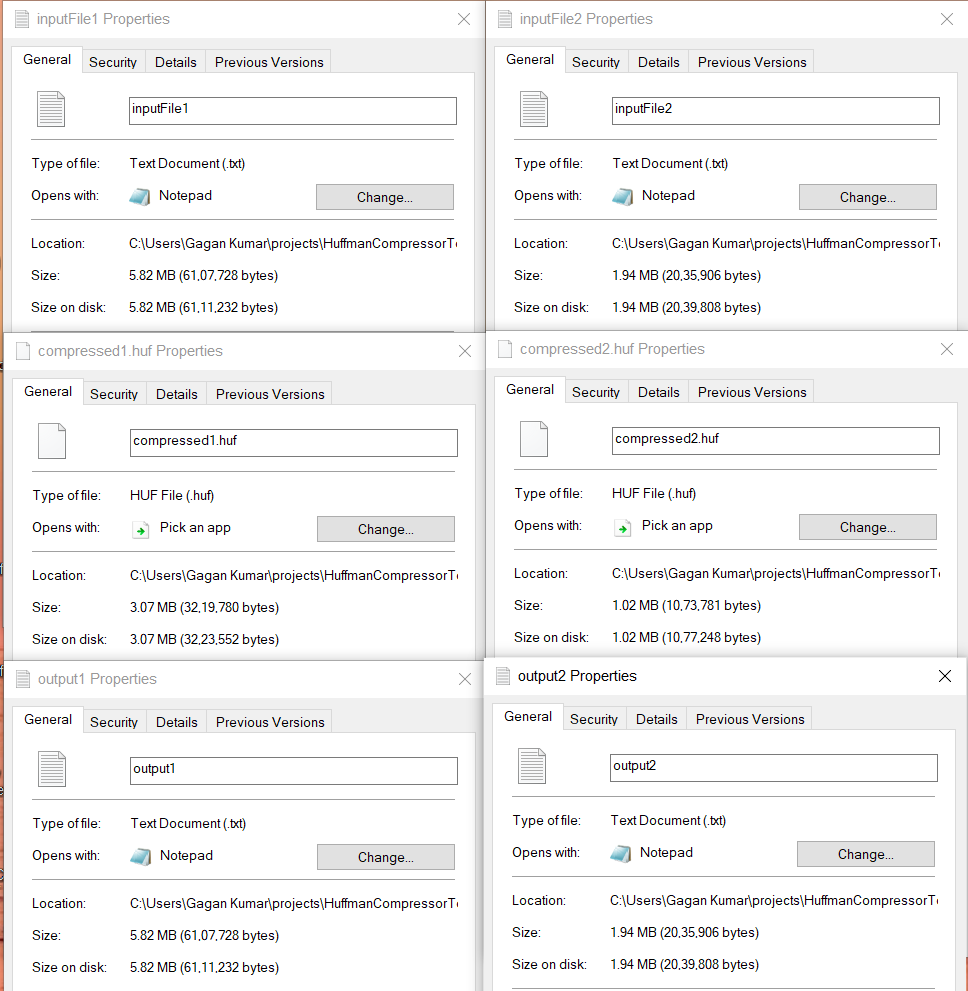 inputFile1 Properties
General Security Details Previous Versions
inputFile1
Type of file: Text Document (.txt)
Opens with: Notepad Change...
Location: C:\Users\Gagan Kumar\projects\HuffmanCompressorT
Size: 5.82 MB (61,07,728 bytes)
Size on disk: 5.82 MB (61,11,232 bytes)
inputFile2 Properties
General Security Details Previous Versions
inputFile2
Type of file: Text Document (.txt)
Opens with: Notepad Change...
Location: C:\Users\Gagan Kumar\projects\HuffmanCompressorT
Size: 1.94 MB (20,35,906 bytes)
Size on disk: 1.94 MB (20,39,808 bytes)
compressed1.huf Properties
General Security Details Previous Versions
compressed1.huf
Type of file: HUF File (.huf)
Opens with: Pick an app Change...
Location: C:\Users\Gagan Kumar\projects\HuffmanCompressorT
Size: 3.07 MB (32,19,780 bytes)
Size on disk: 3.07 MB (32,23,552 bytes)
compressed2.huf Properties
General Security Details Previous Versions
compressed2.huf
Type of file: HUF File (.huf)
Opens with: Pick an app Change...
Location: C:\Users\Gagan Kumar\projects\HuffmanCompressorT
Size: 1.02 MB (10,73,781 bytes)
Size on disk: 1.02 MB (10,77,248 bytes)
output1 Properties
General Security Details Previous Versions
output1
Type of file: Text Document (.txt)
Opens with: Notepad Change...
Location: C:\Users\Gagan Kumar\projects\HuffmanCompressorT
Size: 5.82 MB (61,07,728 bytes)
Size on disk: 5.82 MB (61,11,232 bytes)
output2 Properties
General Security Details Previous Versions
output2
Type of file: Text Document (.txt)
Opens with: Notepad Change...
Location: C:\Users\Gagan Kumar\projects\HuffmanCompressorT
Size: 1.94 MB (20,35,906 bytes)
Size on disk: 1.94 MB (20,39,808 bytes)